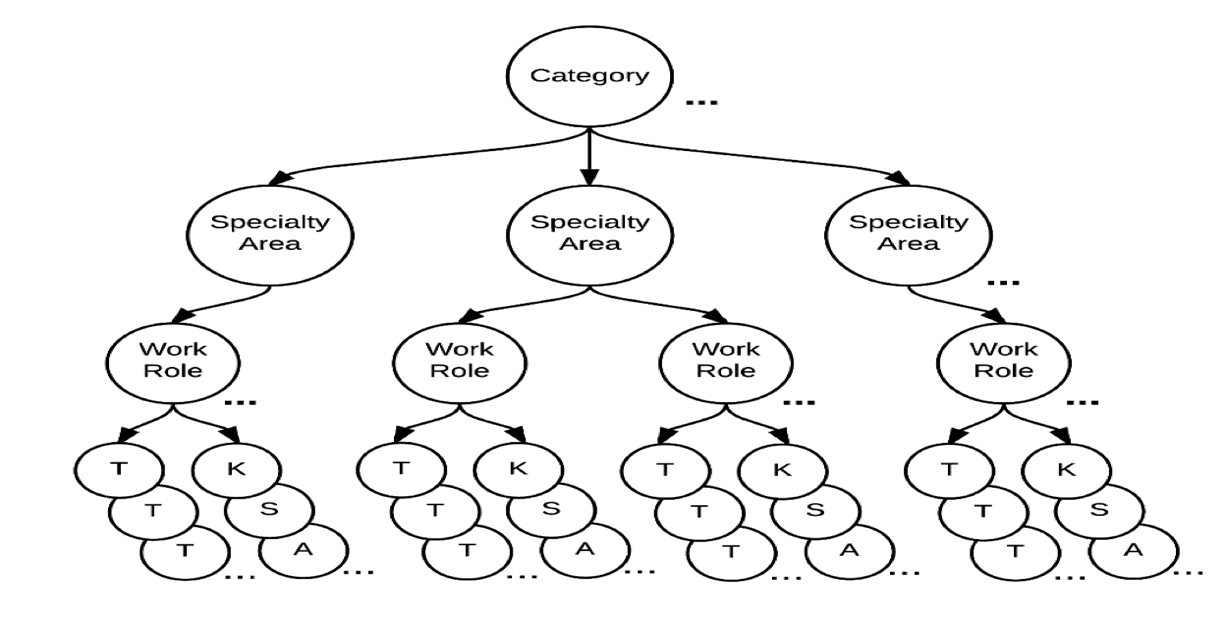 Category
...
Specialty
Area
Specialty
Area
Specialty
Area
...
Work
Role
...
Work
Role
Work
Role
...
Work
Role
...
T K T K T K T K
T S T S T S T S
T ... A ... T ... A ... T ... A ... T ... A ...